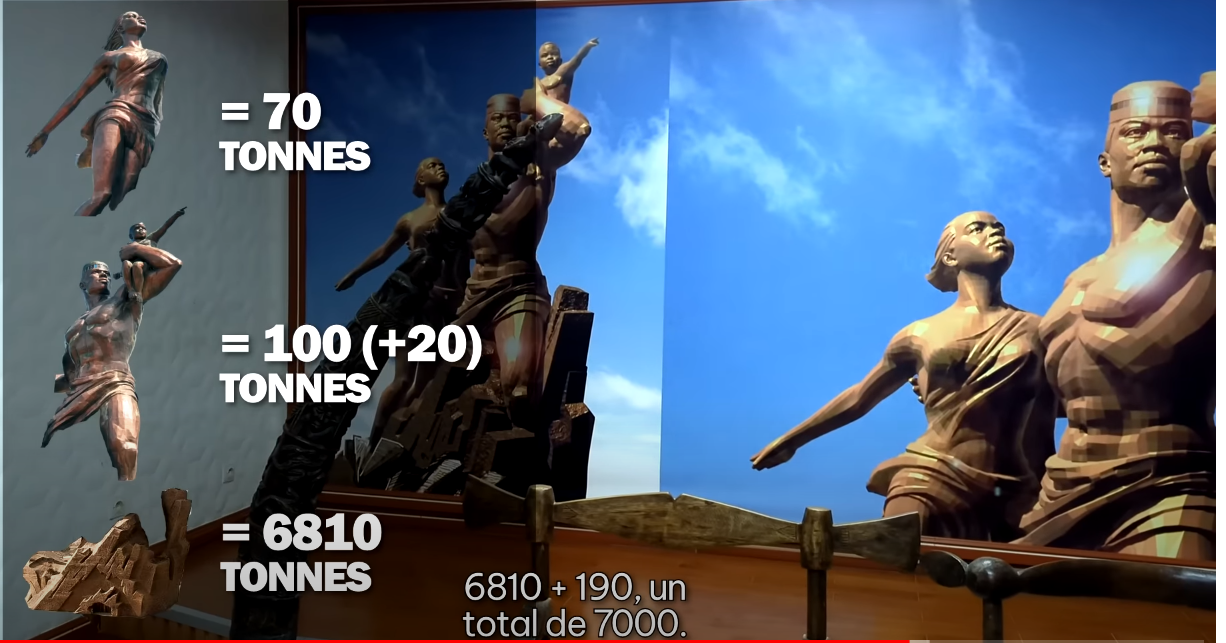 = 70
TONNES
= 100 (+20)
TONNES
= 6810
TONNES
6810 + 190, un
total de 7000.